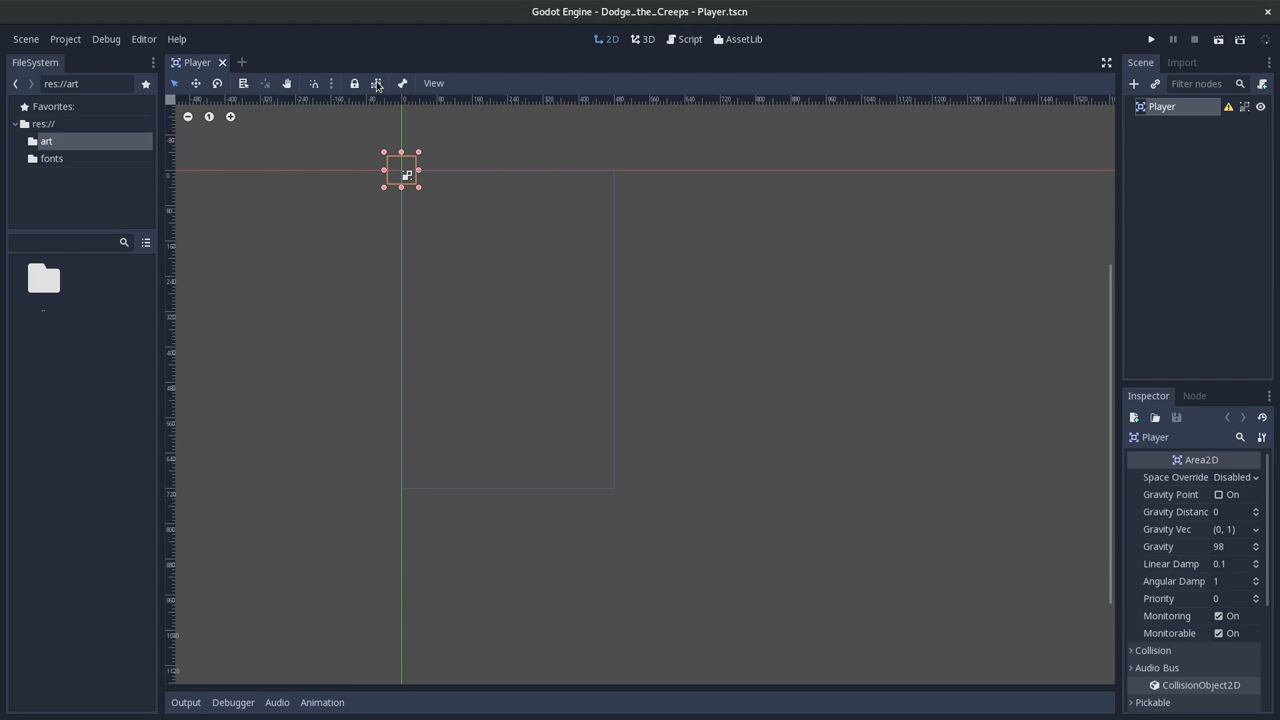 Godot Engine - Dodge_the_Creeps - Player.tscn
Scene Project Debug Editor Help
2D 3D Script AssetLib
FileSystem
Player
Scene Import
res://art
View
Filter nodes
Favorites:
res://
art
fonts
Player
..
Inspector Node
Player
Area2D
Space Override Disabled
Gravity Point On
Gravity Distanc 0
Gravity Vec (0, 1)
Gravity 98
Linear Damp 0.1
Angular Damp 1
Priority 0
Monitoring On
Monitorable On
Collision
Audio Bus
CollisionObject2D
Pickable
Output Debugger Audio Animation